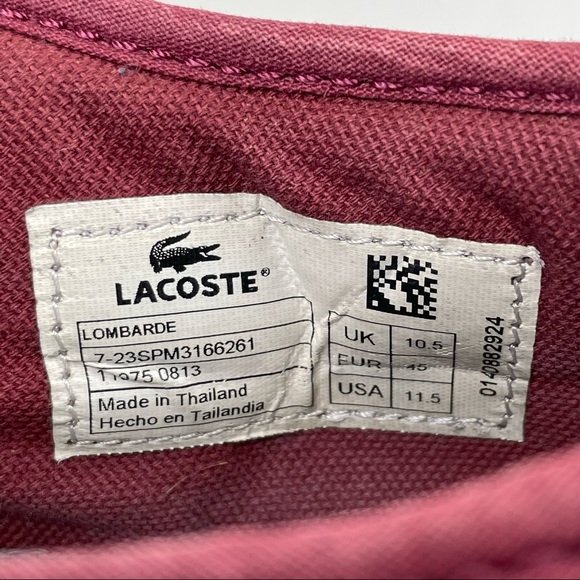 LACOSTE®
LOMBARDE
7-23SPM3166261
0813
Made in Thailand
Hecho en Tailandia
UK 10.5
EUR 45
USA 11.5
0140882924